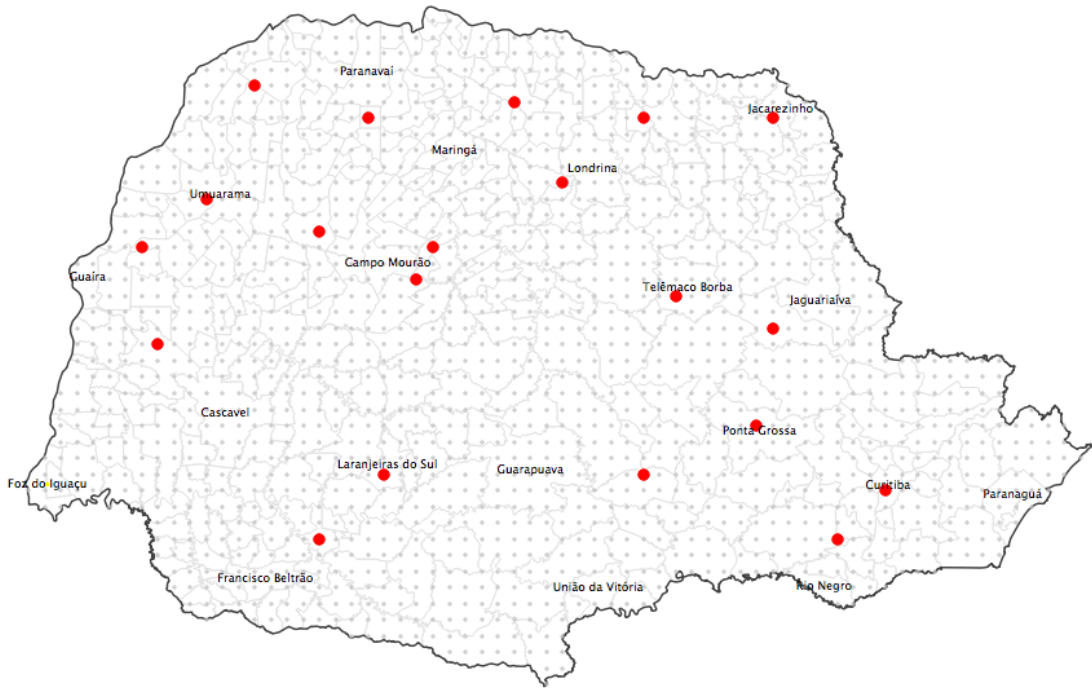 Paranavaí
Jacarezinho
Maringá
Londrina
Umuarama
Campo Mourão
Guaíra
Telêmaco Borba
Jaguariaíva
Cascavel
Ponta Grossa
Laranjeiras do Sul
Guarapuava
Foz do Iguaçu
Curitiba
Paranaguá
Francisco Beltrão
União da Vitória
Rio Negro